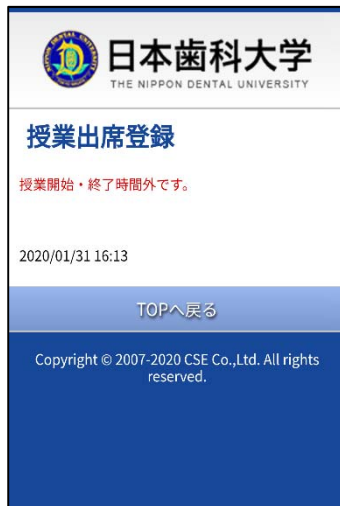 日本歯科大学
THE NIPPON DENTAL UNIVERSITY
授業出席登録
授業開始・終了時間外です。
2020/01/31 16:13
TOPへ戻る
Copyright © 2007-2020 CSE Co.,Ltd. All rights
reserved.